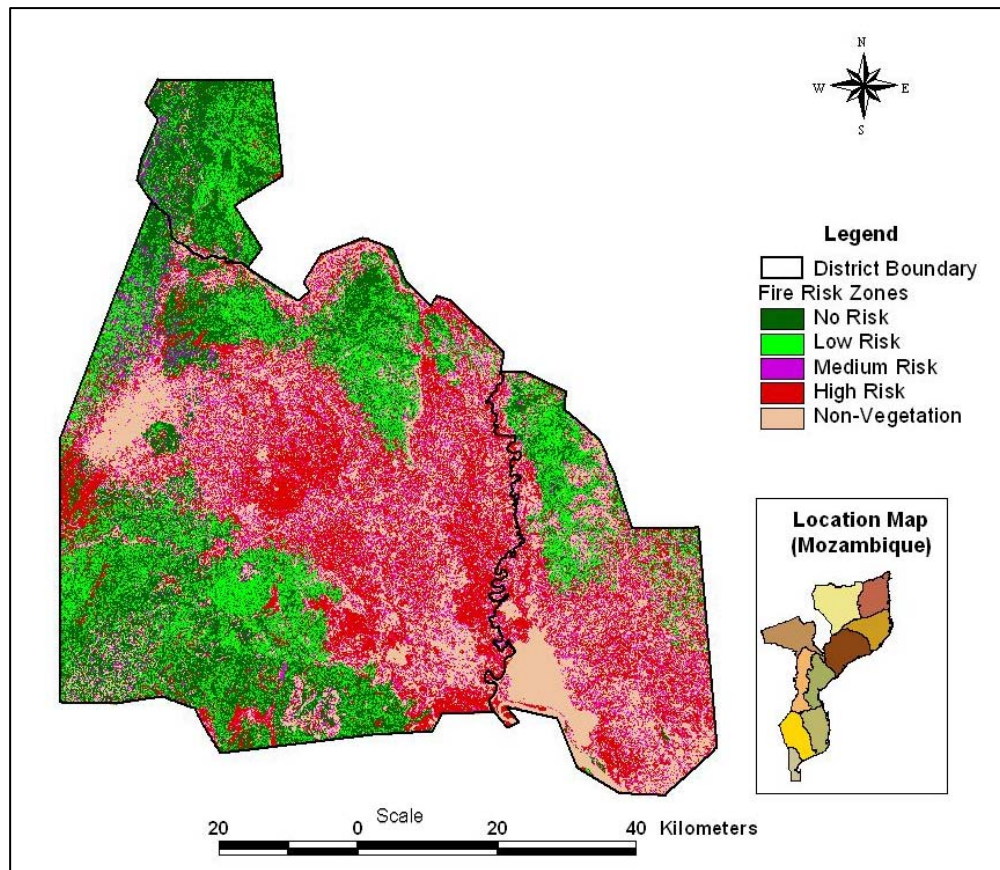 N
W E
S
Legend
District Boundary
Fire Risk Zones
No Risk
Low Risk
Medium Risk
High Risk
Non-Vegetation
Location Map
(Mozambique)
Scale
20 0 20 40 Kilometers